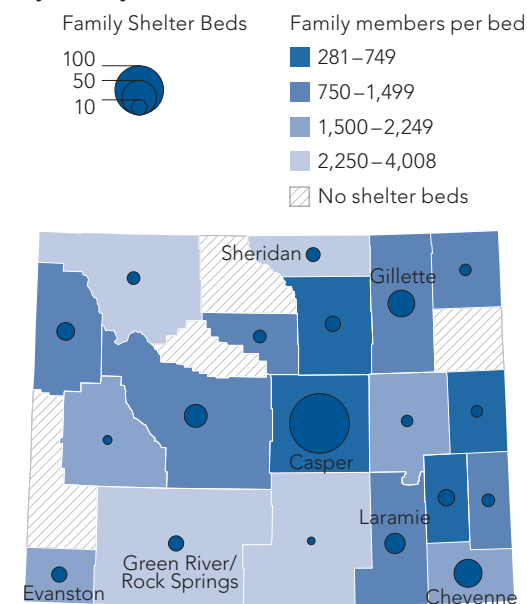 Family Shelter Beds
100
50
10
Family members per bed
281–749
750–1,499
1,500–2,249
2,250–4,008
No shelter beds
Sheridan
Gillette
Casper
Laramie
Green River/
Rock Springs
Evanston
Cheyenne